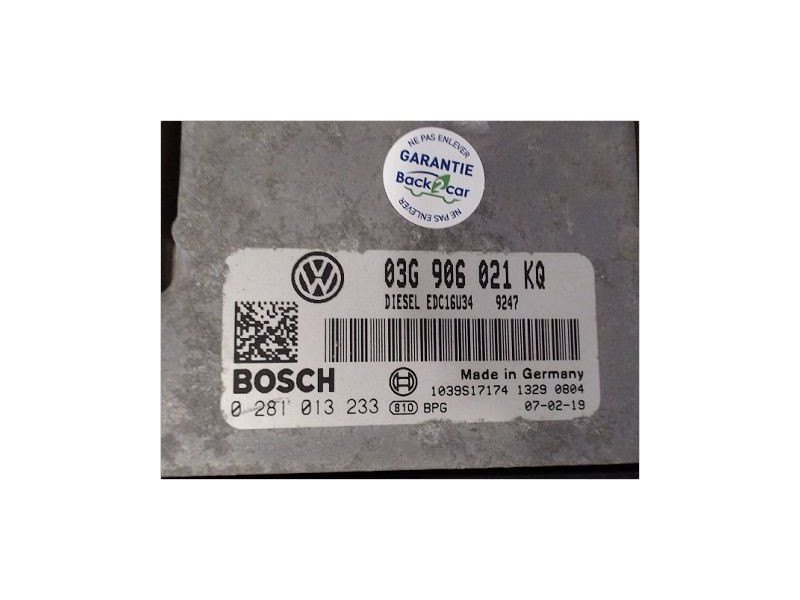 NE PAS ENLEVER
GARANTIE
Back2car
NE PAS ENLEVER
03G 906 021 KQ
DIESEL EDC16U34 9247
BOSCH
Made in Germany
1039S17174 1329 0804
0 281 013 233 810 BPG 07-02-19